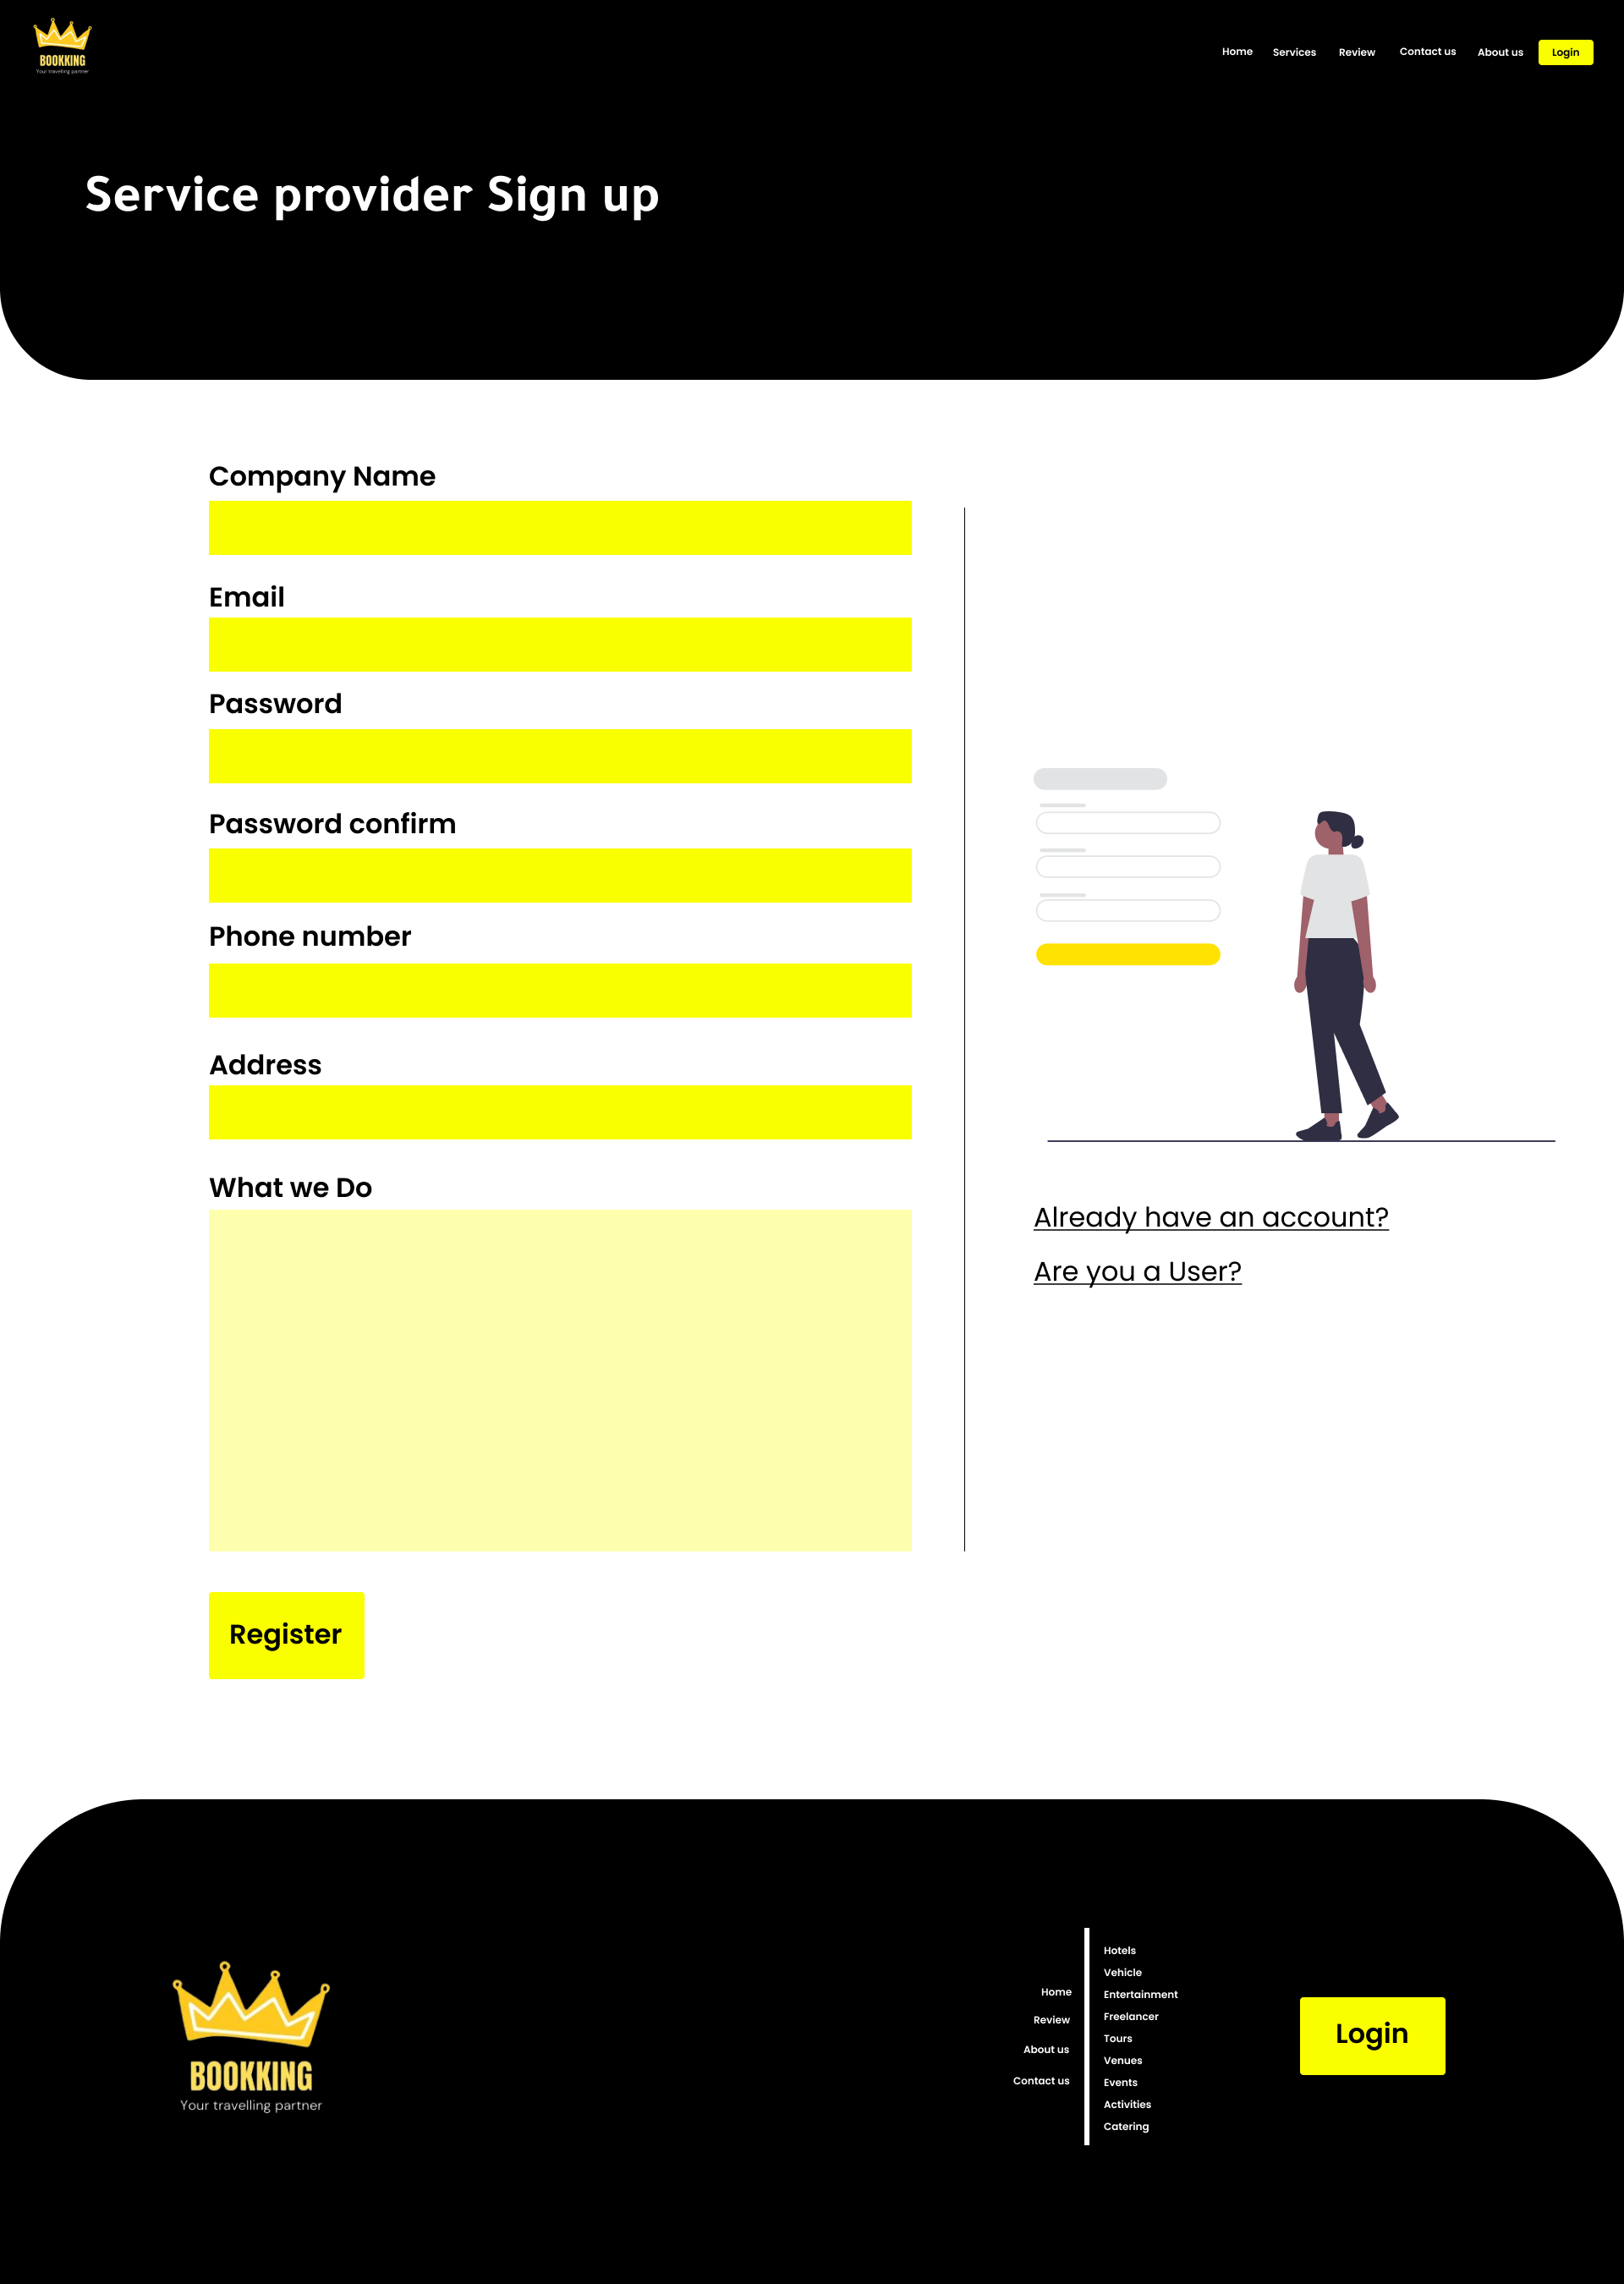 BOOKKING
Your travelling partner
Home Services Review Contact us About us Login
Service provider Sign up
Company Name
Email
Password
Password confirm
Phone number
Address
What we Do
Already have an account?
Are you a User?
Register
BOOKKING
Your travelling partner
Home
Review
About us
Contact us
Hotels
Vehicle
Entertainment
Freelancer
Tours
Venues
Events
Activities
Catering
Login